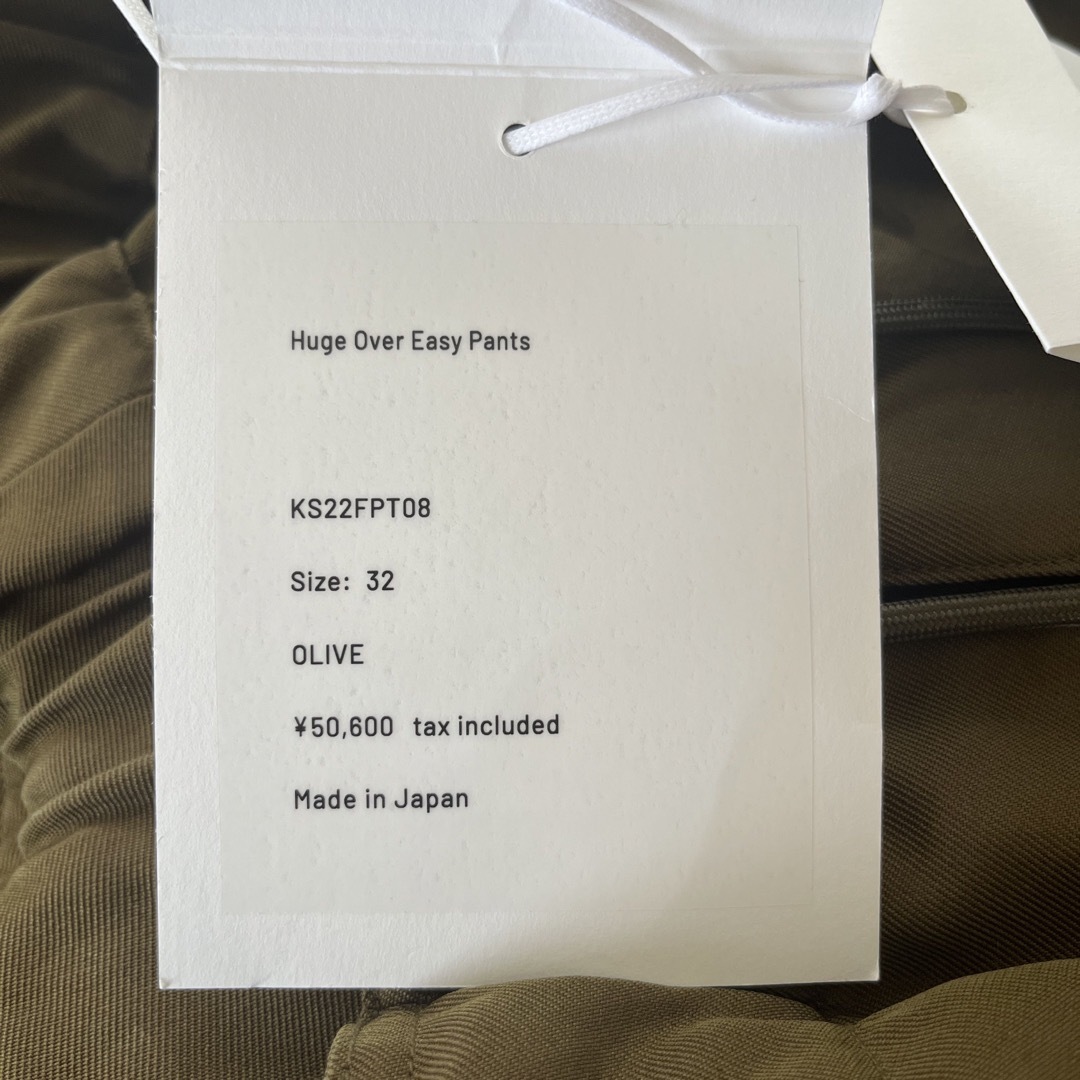 Huge Over Easy Pants
KS22FPT08
Size: 32
OLIVE
¥50,600 tax included
Made in Japan